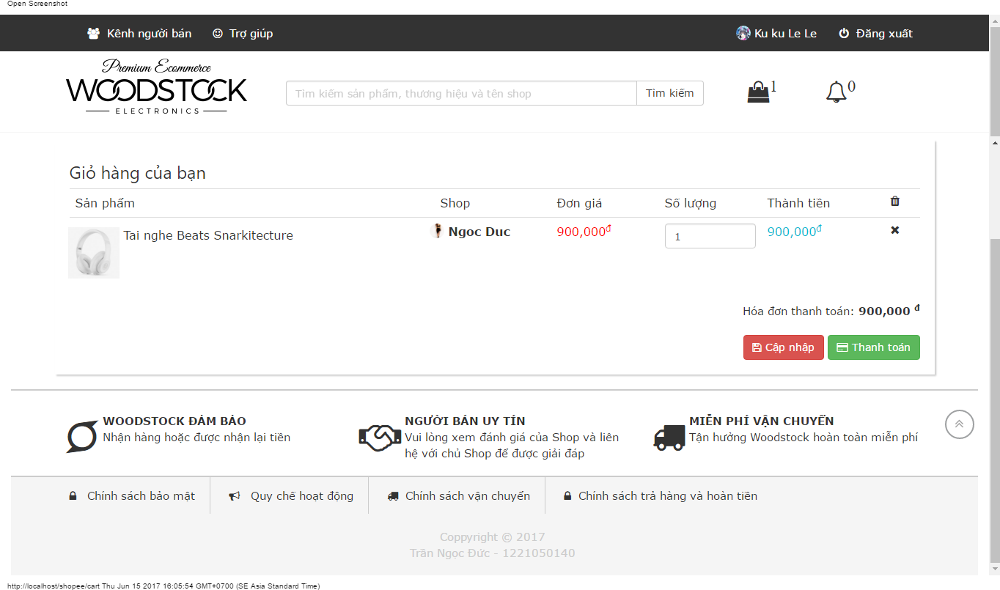 Open Screenshot
Kênh người bán Trợ giúp Ku ku Le Le Đăng xuất
Premium Ecommerce
WOODSTOCK
ELECTRONICS
Tìm kiếm sản phẩm, thương hiệu và tên shop Tìm kiếm 1 0
Giỏ hàng của bạn
Sản phẩm Shop Đơn giá Số lượng Thành tiền
Tai nghe Beats Snarkitecture Ngoc Duc 900,000đ 1 900,000đ
Hóa đơn thanh toán: 900,000 đ
Cập nhập Thanh toán
WOODSTOCK ĐẢM BẢO
Nhận hàng hoặc được nhận lại tiền
NGƯỜI BÁN UY TÍN
Vui lòng xem đánh giá của Shop và liên
hệ với chủ Shop để được giải đáp
MIỄN PHÍ VẬN CHUYỂN
Tận hưởng Woodstock hoàn toàn miễn phí
Chính sách bảo mật Quy chế hoạt động Chính sách vận chuyển Chính sách trả hàng và hoàn tiền
Coppyright © 2017
Trần Ngọc Đức - 1221050140
http://localhost/shopee/cart Thu Jun 15 2017 16:05:54 GMT+0700 (SE Asia Standard Time)